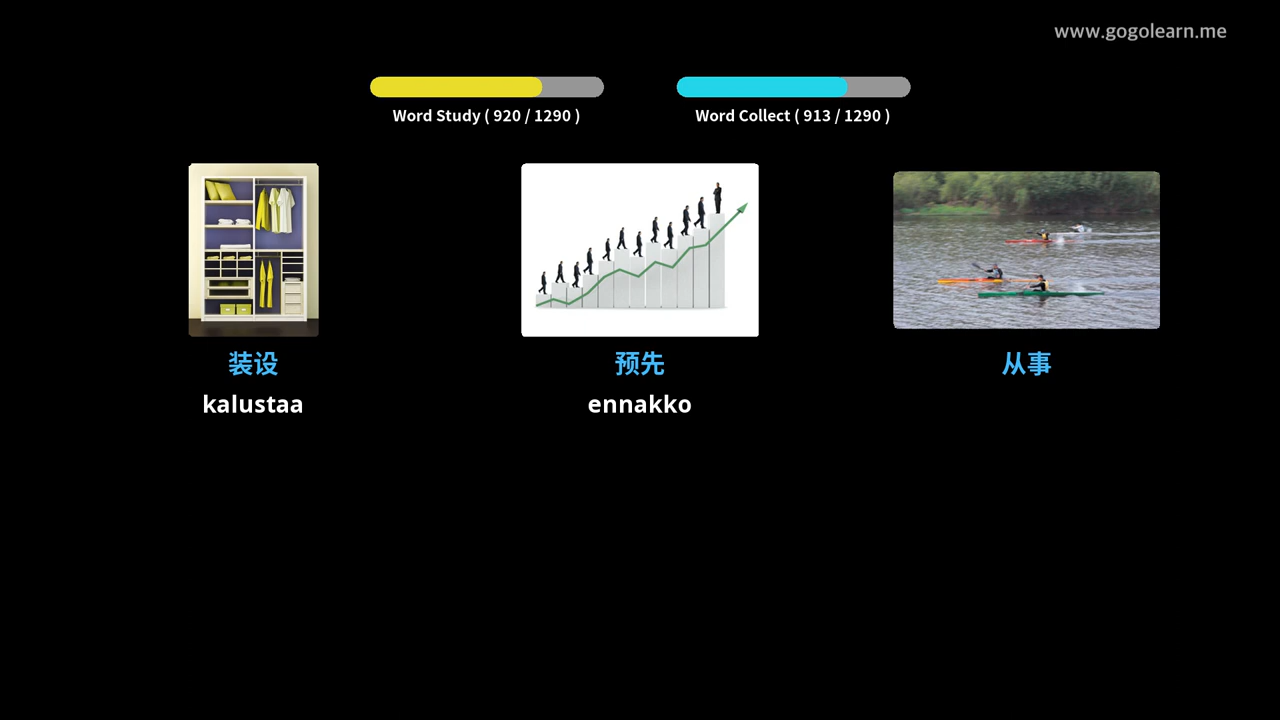 www.gogolearn.me
Word Study ( 920 / 1290 )
Word Collect ( 913 / 1290 )
装设
kalustaa
预先
ennakko
从事